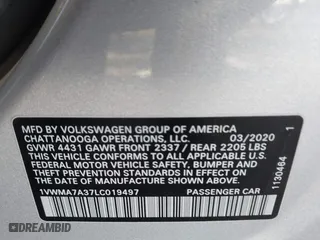 MFD BY VOLKSWAGEN GROUP OF AMERICA
CHATTANOOGA OPERATIONS, LLC. 03/2020
GVWR 4431 GAWR FRONT 2337 / REAR 2205 LBS
THIS VEHICLE CONFORMS TO ALL APPLICABLE U.S.
FEDERAL MOTOR VEHICLE SAFETY, BUMPER AND
THEFT PREVENTION STANDARDS IN EFFECT ON THE
DATE OF MANUFACTURE SHOWN ABOVE.
1VWMA7A37LC019497 PASSENGER CAR
1130464 1
DEALER